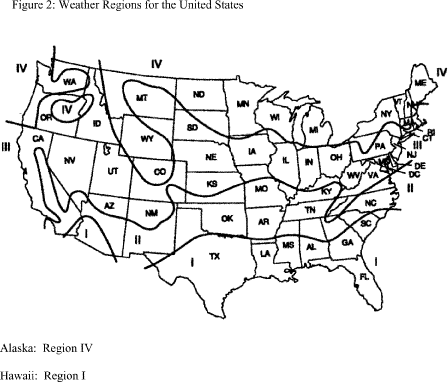 Figure 2: Weather Regions for the United States
IV IV IV
WA MT ND MN ME
OR IV ID SD WI MI VT NY
III CA WY IA PA RI CT
NV NE IL IN OH III NJ
UT CO KS MO WV VA DE DC
AZ NM OK AR KY TN NC II
I II TX LA MS AL GA SC
I FL I
Alaska: Region IV
Hawaii: Region I